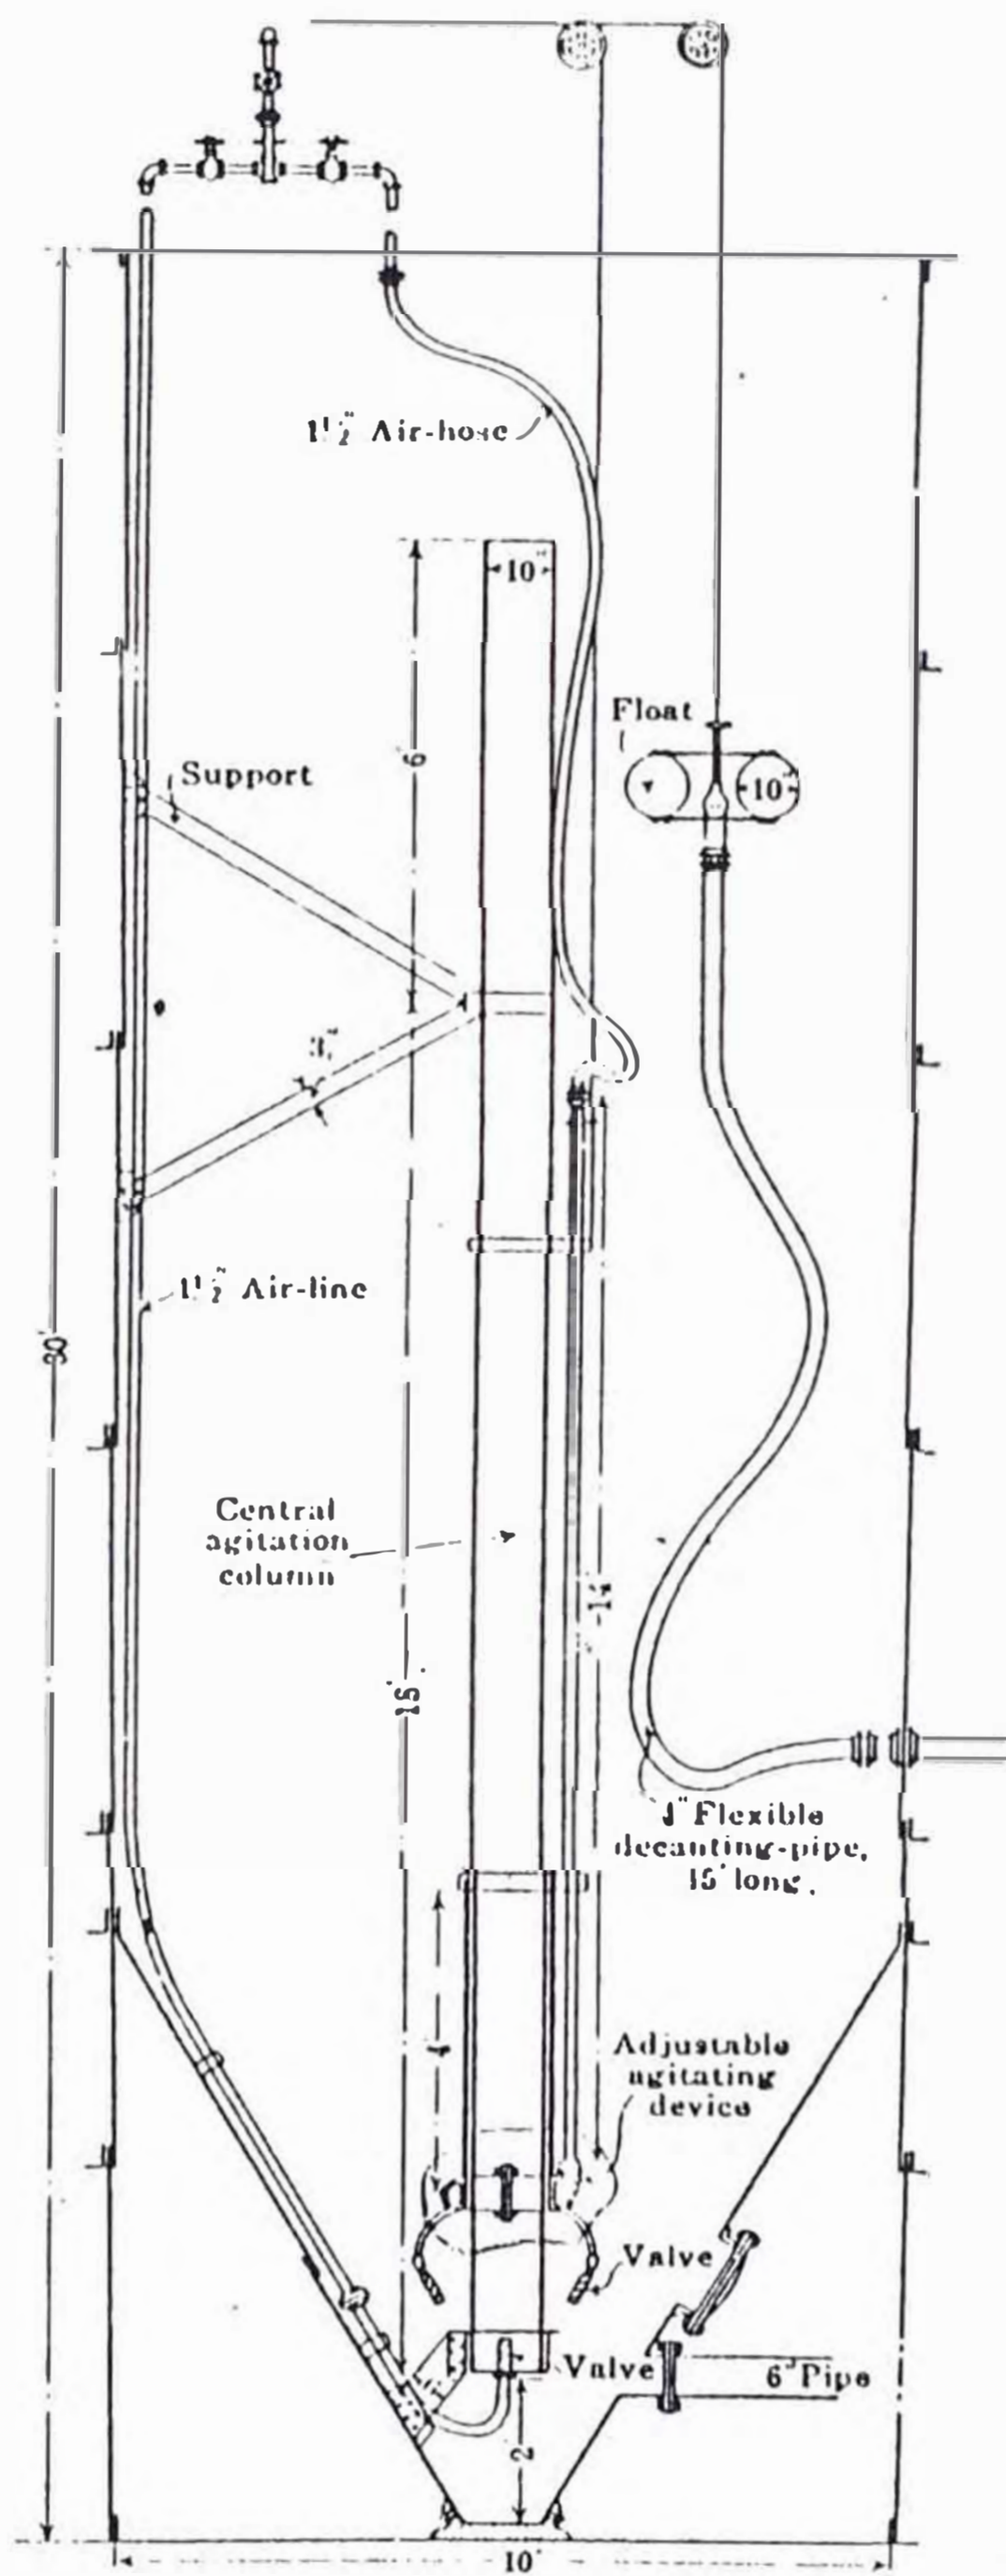 1½" Air-hose
10"
6'
Float
10"
Support
3"
1½" Air-line
30'
Central
agitation
column
14'
15'
4" Flexible
decanting-pipe,
15' long.
4'
Adjustable
agitating
device
Valve
Valve
6" Pipe
2'
10'